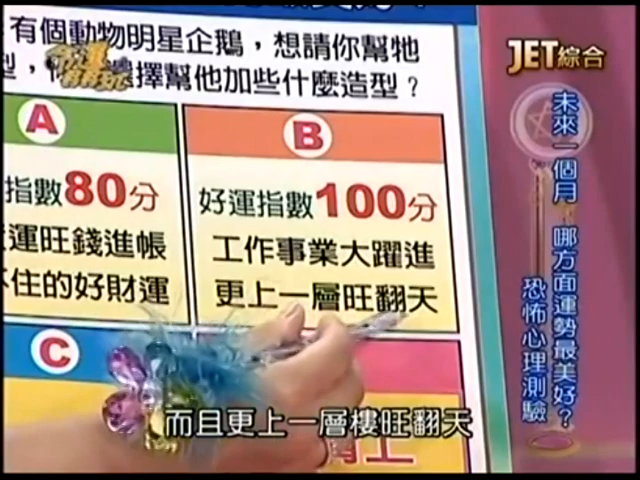 有個動物明星企鵝，想請你幫牠
選擇幫他加些什麼造型？
JET綜合
未來一個月 哪方面運勢最美好？
恐怖心理測驗
A
指數80分
運旺錢進帳
不住的好財運
B
好運指數100分
工作事業大躍進
更上一層旺翻天
C
而且更上一層樓旺翻天